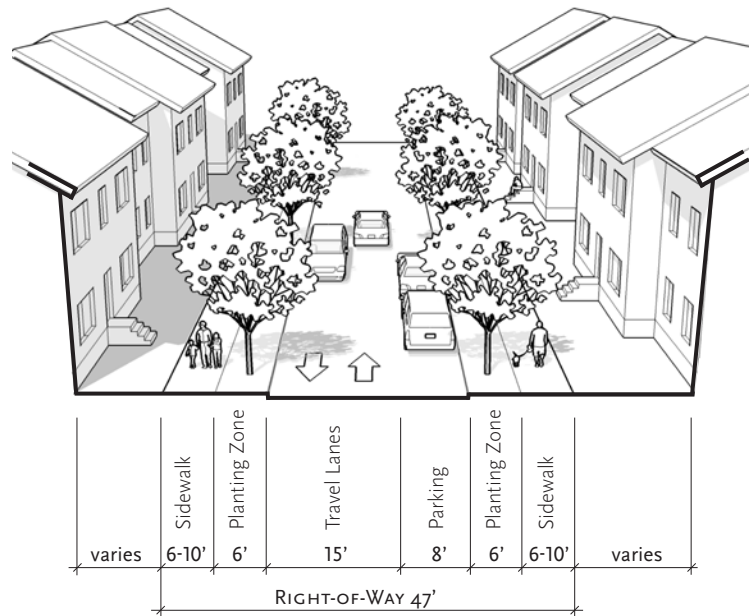 Sidewalk
Planting Zone
Travel Lanes
Parking
Planting Zone
Sidewalk
varies 6-10’ 6’ 15’ 8’ 6’ 6-10’ varies
Right-of-Way 47’